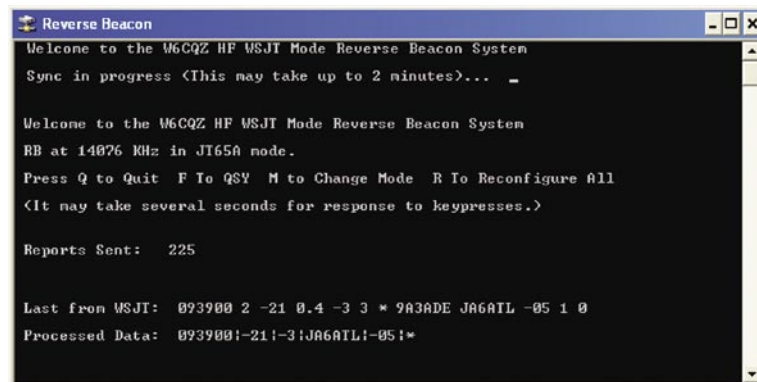 Reverse Beacon
Welcome to the W6CQZ HF WSJT Mode Reverse Beacon System
Sync in progress (This may take up to 2 minutes)... _
Welcome to the W6CQZ HF WSJT Mode Reverse Beacon System
RB at 14076 KHz in JT65A mode.
Press Q to Quit F To QSY M to Change Mode R To Reconfigure All
(It may take several seconds for response to keypresses.)
Reports Sent: 225
Last from WSJT: 093900 2 -21 0.4 -3 3 * 9A3ADE JA6ATL -05 1 0
Processed Data: 093900|-21|-3|JA6ATL|-05|*